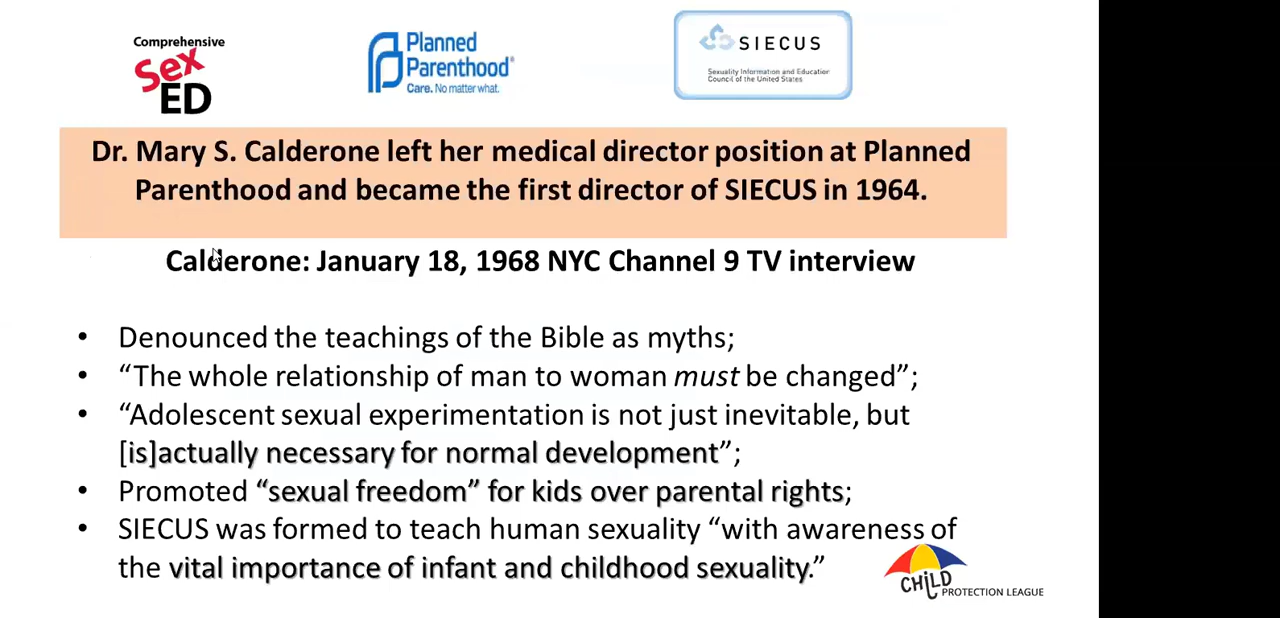 Comprehensive
Sex
ED
Planned
Parenthood®
Care. No matter what.
SIECUS
Sexuality Information and Education
Council of the United States
Dr. Mary S. Calderone left her medical director position at Planned
Parenthood and became the first director of SIECUS in 1964.
Calderone: January 18, 1968 NYC Channel 9 TV interview
• Denounced the teachings of the Bible as myths;
• “The whole relationship of man to woman must be changed”;
• “Adolescent sexual experimentation is not just inevitable, but
[is]actually necessary for normal development”;
• Promoted “sexual freedom” for kids over parental rights;
• SIECUS was formed to teach human sexuality “with awareness of
the vital importance of infant and childhood sexuality.”
CHiLD
PROTECTION LEAGUE